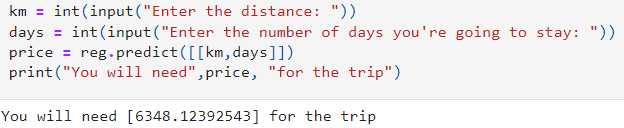 km = int(input("Enter the distance: "))
days = int(input("Enter the number of days you're going to stay: "))
price = reg.predict([[km,days]])
print("You will need",price, "for the trip")
You will need [6348.12392543] for the trip